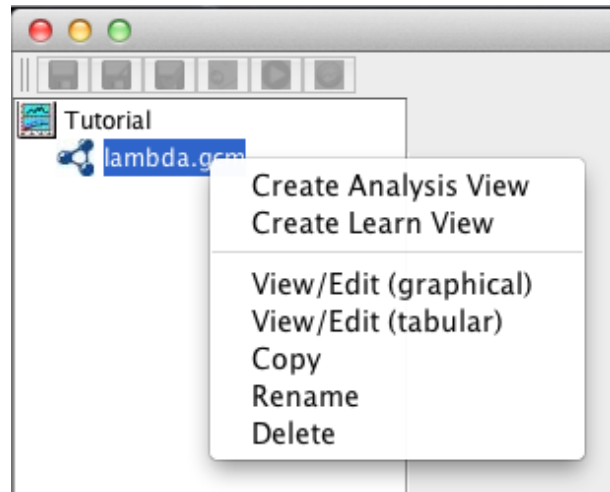 Tutorial
lambda.gcm
Create Analysis View
Create Learn View
View/Edit (graphical)
View/Edit (tabular)
Copy
Rename
Delete